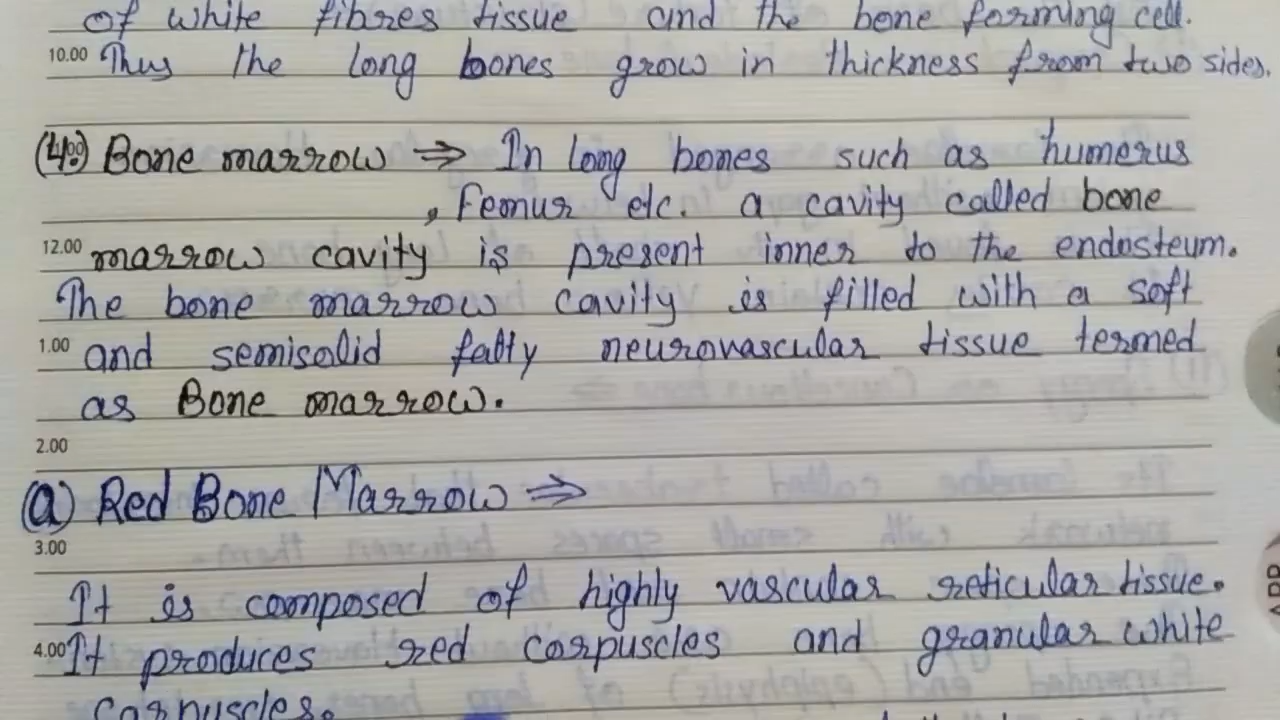 of white fibres tissue and the bone forming cell.
10.00 Thus the long bones grow in thickness from two sides.
(4.) Bone marrow ⇒ In long bones such as humerus
, Femur etc. a cavity called bone
12.00 marrow cavity is present inner to the endosteum.
The bone marrow cavity is filled with a soft
1.00 and semisolid fatty neurovascular tissue termed
as Bone marrow.
2.00
(a) Red Bone Marrow ⇒
3.00
It is composed of highly vascular reticular tissue.
4.00 It produces red corpuscles and granular white
corpuscles.